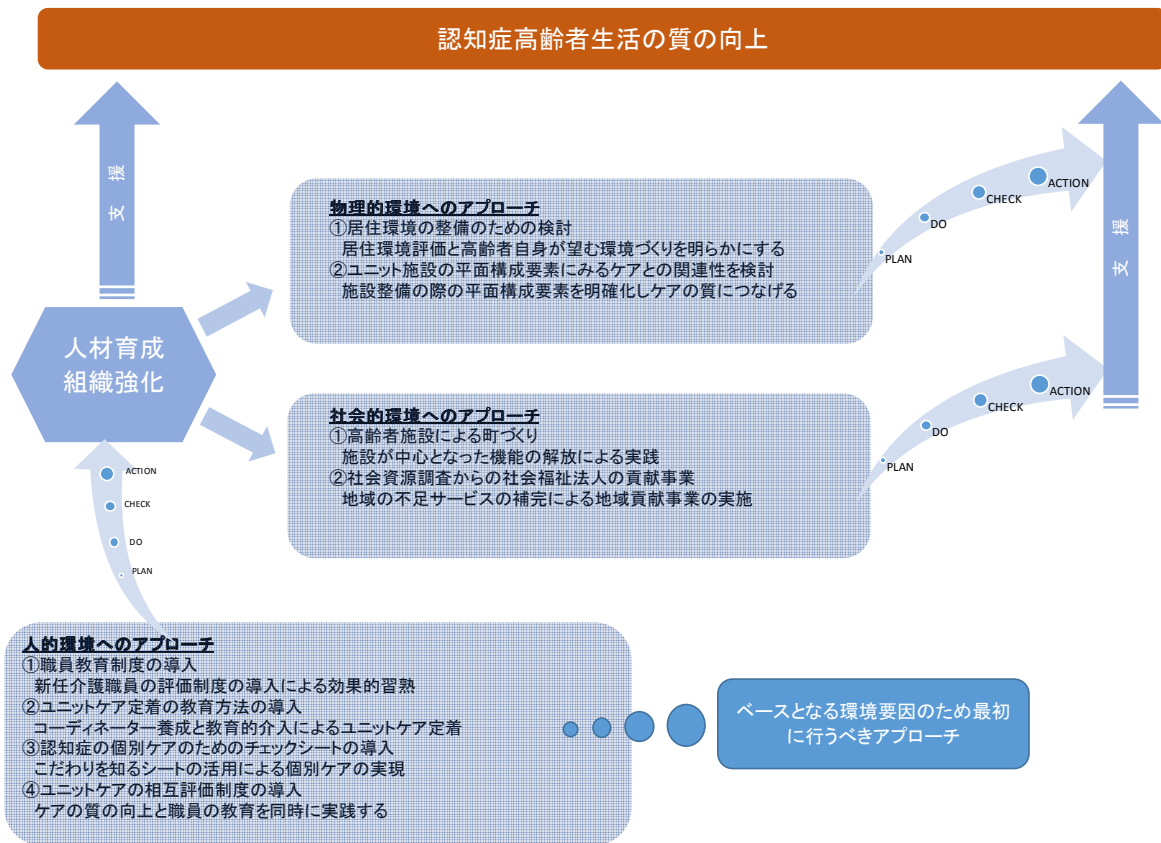 認知症高齢者生活の質の向上
支援
物理的環境へのアプローチ
①居住環境の整備のための検討
居住環境評価と高齢者自身が望む環境づくりを明らかにする
②ユニット施設の平面構成要素にみるケアとの関連性を検討
施設整備の際の平面構成要素を明確化しケアの質につなげる
ACTION
CHECK
DO
PLAN
支援
人材育成
組織強化
社会的環境へのアプローチ
①高齢者施設による町づくり
施設が中心となった機能の解放による実践
②社会資源調査からの社会福祉法人の貢献事業
地域の不足サービスの補完による地域貢献事業の実施
ACTION
CHECK
DO
PLAN
ACTION
CHECK
DO
PLAN
人的環境へのアプローチ
①職員教育制度の導入
新任介護職員の評価制度の導入による効果的習熟
②ユニットケア定着の教育方法の導入
コーディネーター養成と教育的介入によるユニットケア定着
③認知症の個別ケアのためのチェックシートの導入
こだわりを知るシートの活用による個別ケアの実現
④ユニットケアの相互評価制度の導入
ケアの質の向上と職員の教育を同時に実践する
ベースとなる環境要因のため最初
に行うべきアプローチ